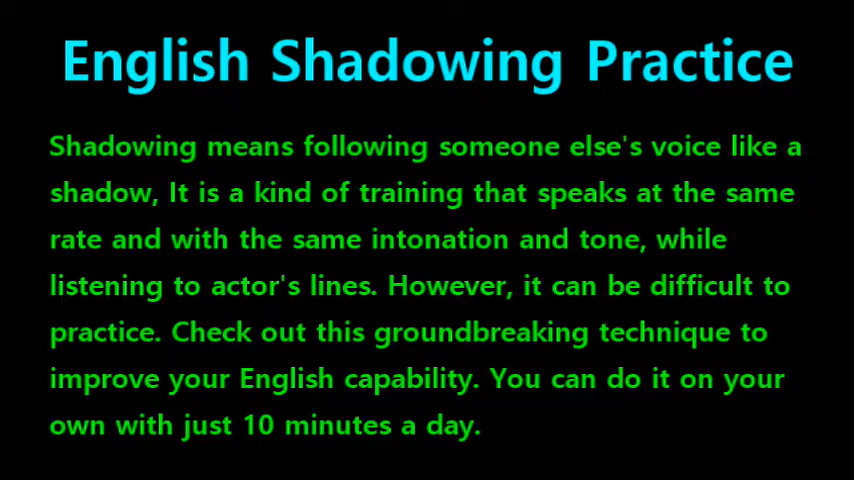 English Shadowing Practice
Shadowing means following someone else's voice like a
shadow, It is a kind of training that speaks at the same
rate and with the same intonation and tone, while
listening to actor's lines. However, it can be difficult to
practice. Check out this groundbreaking technique to
improve your English capability. You can do it on your
own with just 10 minutes a day.